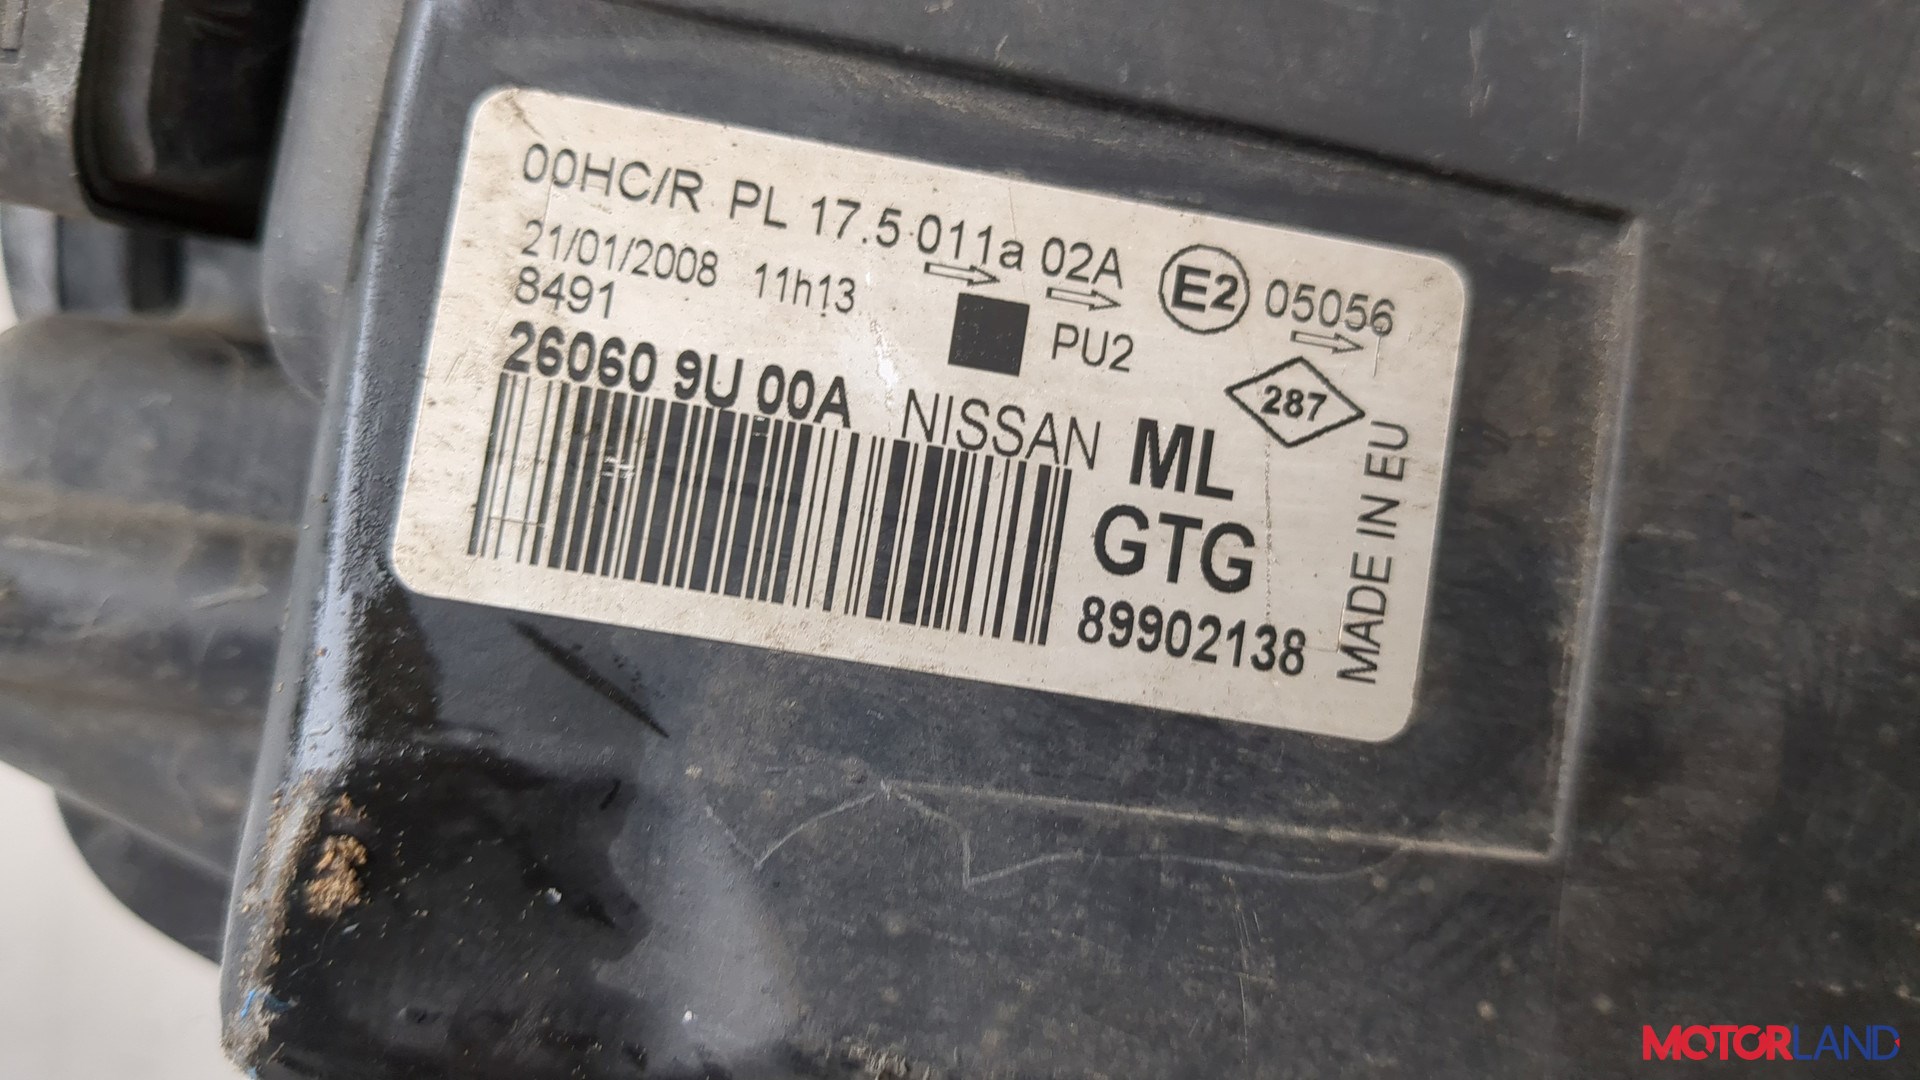 00HC/R PL 17.5 011a 02A E2 05056
21/01/2008 11h13
8491
PU2
287
26060 9U 00A NISSAN ML
GTG
89902138
MADE IN EU
MOTORLAND